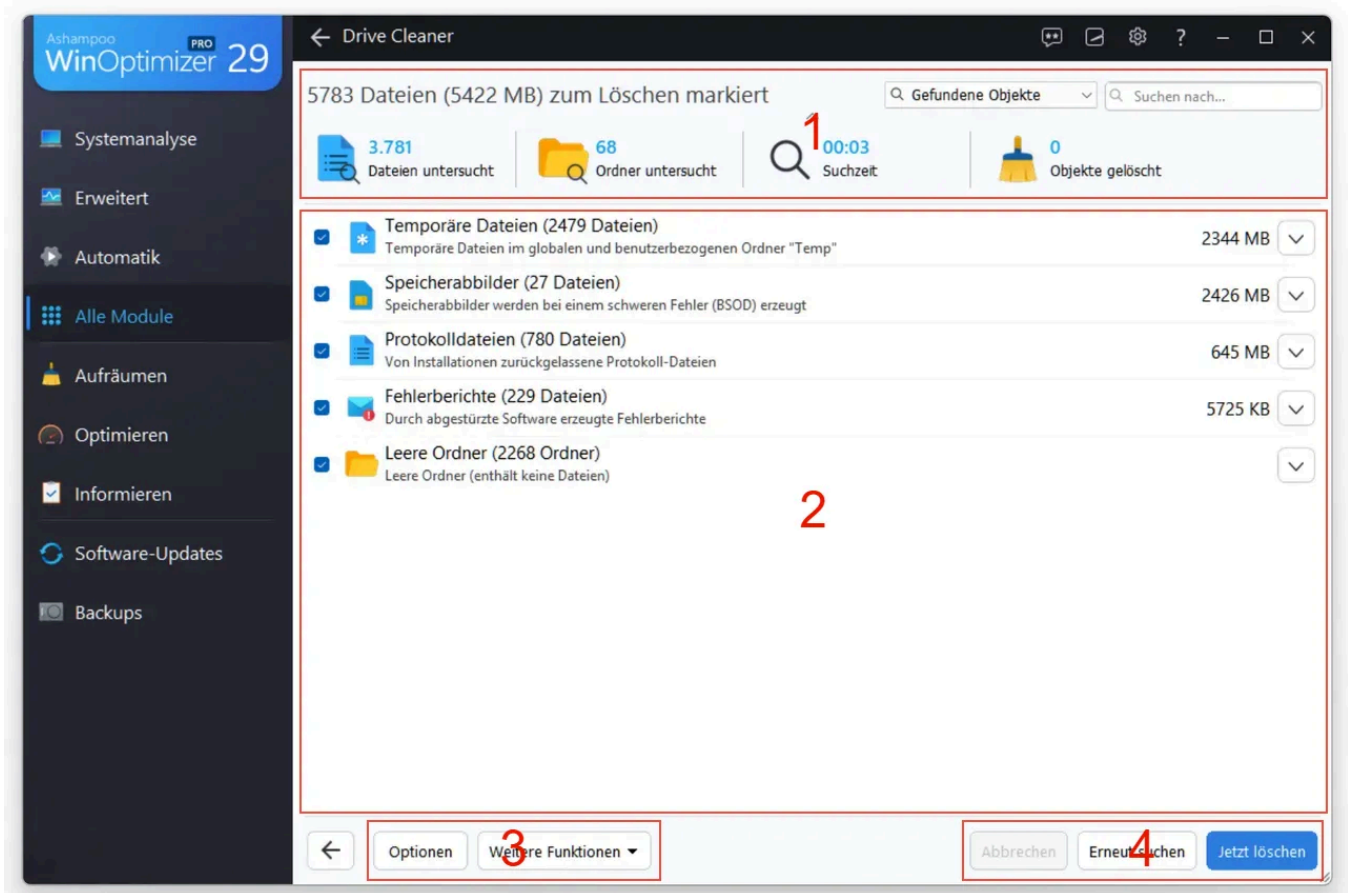 Ashampoo
WinOptimizer PRO 29
Drive Cleaner
?
5783 Dateien (5422 MB) zum Löschen markiert
Gefundene Objekte
Suchen nach...
1
3.781
Dateien untersucht
68
Ordner untersucht
00:03
Suchzeit
0
Objekte gelöscht
Systemanalyse
Erweitert
Automatik
Alle Module
Aufräumen
Optimieren
Informieren
Software-Updates
Backups
Temporäre Dateien (2479 Dateien)
Temporäre Dateien im globalen und benutzerbezogenen Ordner "Temp"
2344 MB
Speicherabbilder (27 Dateien)
Speicherabbilder werden bei einem schweren Fehler (BSOD) erzeugt
2426 MB
Protokolldateien (780 Dateien)
Von Installationen zurückgelassene Protokoll-Dateien
645 MB
Fehlerberichte (229 Dateien)
Durch abgestürzte Software erzeugte Fehlerberichte
5725 KB
Leere Ordner (2268 Ordner)
Leere Ordner (enthält keine Dateien)
2
Optionen
Weitere Funktionen
3
Abbrechen
Erneut suchen
4
Jetzt löschen